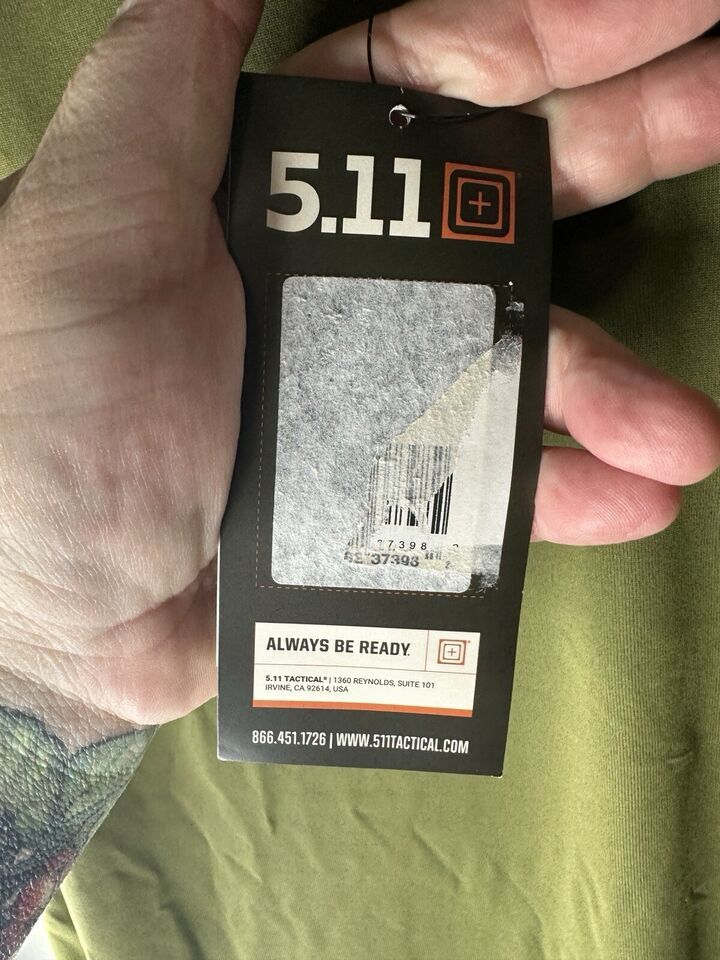 5.11
37398
ALWAYS BE READY.
5.11 TACTICAL® | 1360 REYNOLDS, SUITE 101
IRVINE, CA 92614, USA
866.451.1726 | WWW.511TACTICAL.COM